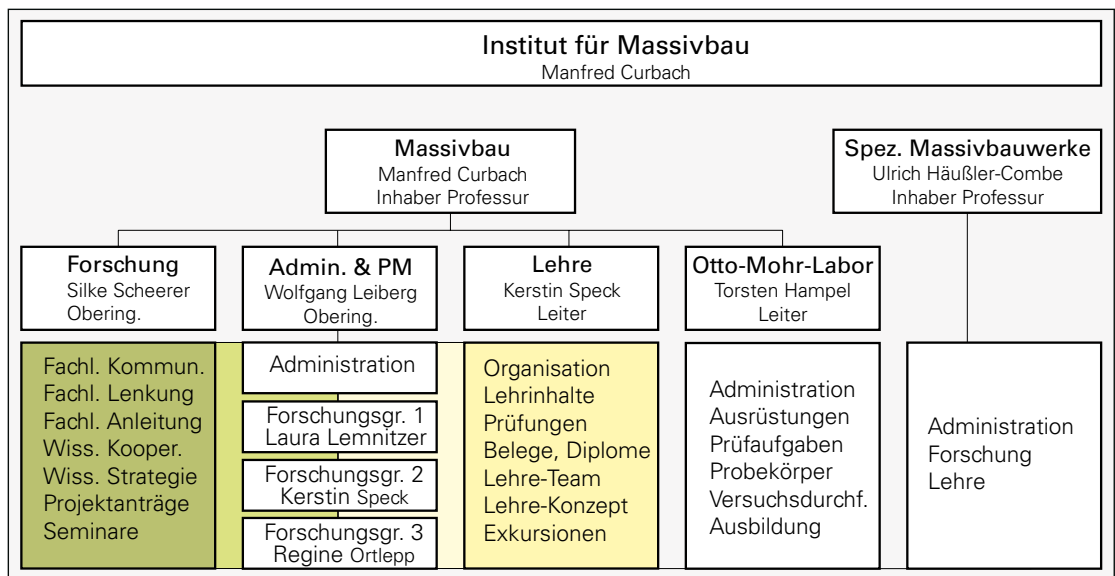 Institut für Massivbau
Manfred Curbach
Massivbau
Manfred Curbach
Inhaber Professur
Spez. Massivbauwerke
Ulrich Häußler-Combe
Inhaber Professur
Forschung
Silke Scheerer
Obering.
Admin. & PM
Wolfgang Leiberg
Obering.
Lehre
Kerstin Speck
Leiter
Otto-Mohr-Labor
Torsten Hampel
Leiter
Fachl. Kommun.
Fachl. Lenkung
Fachl. Anleitung
Wiss. Kooper.
Wiss. Strategie
Projektanträge
Seminare
Administration
Forschungsgr. 1
Laura Lemnitzer
Forschungsgr. 2
Kerstin Speck
Forschungsgr. 3
Regine Ortlepp
Organisation
Lehrinhalte
Prüfungen
Belege, Diplome
Lehre-Team
Lehre-Konzept
Exkursionen
Administration
Ausrüstungen
Prüfaufgaben
Probekörper
Versuchsdurchf.
Ausbildung
Administration
Forschung
Lehre